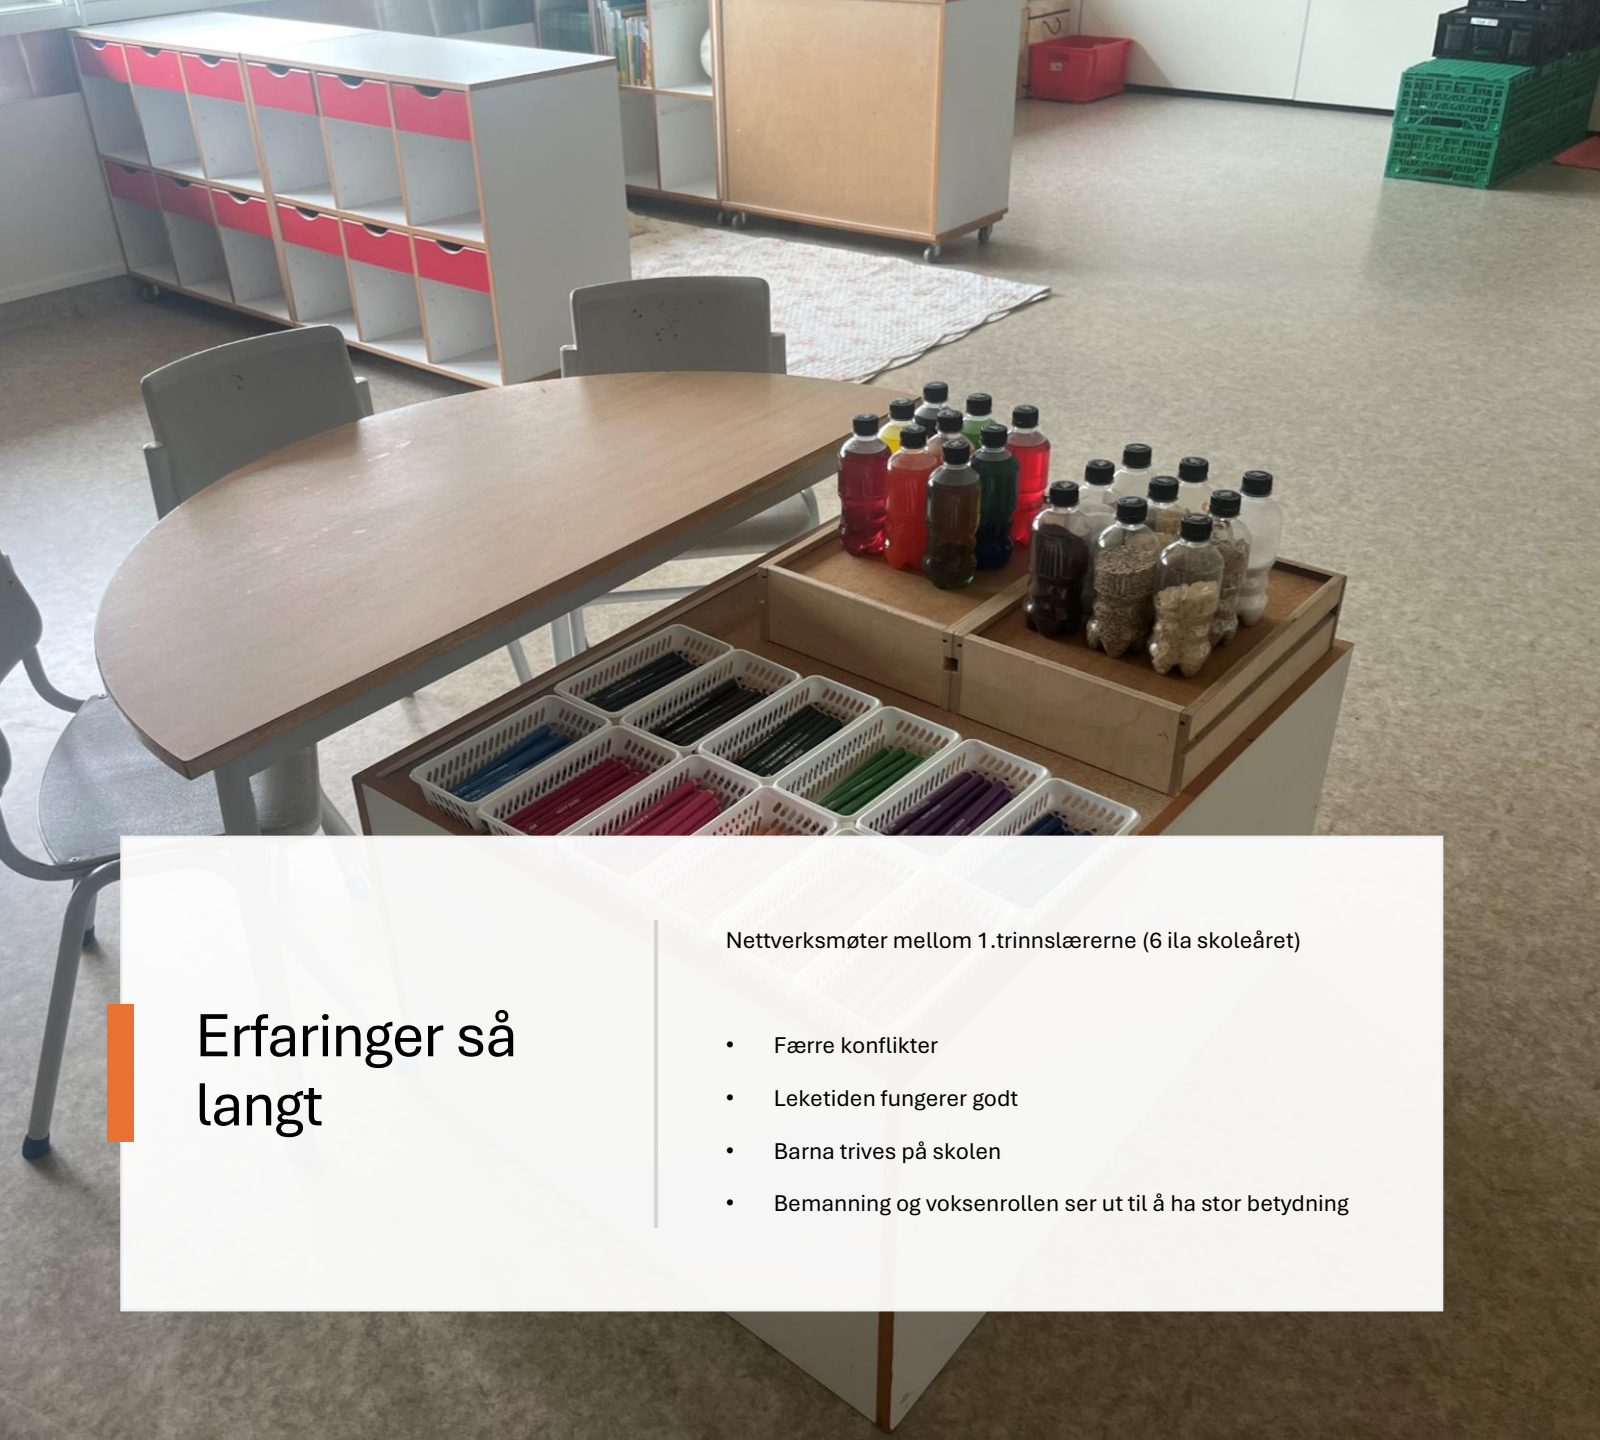 Erfaringer så
langt
Nettverksmøter mellom 1.trinnslærerne (6 ila skoleåret)
• Færre konflikter
• Leketiden fungerer godt
• Barna trives på skolen
• Bemanning og voksenrollen ser ut til å ha stor betydning